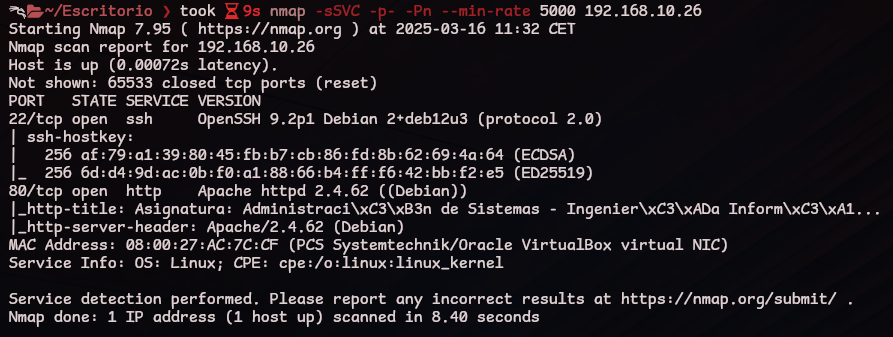 ~/Escritorio ❯ took ⏳9s nmap -sSVC -p- -Pn --min-rate 5000 192.168.10.26
Starting Nmap 7.95 ( https://nmap.org ) at 2025-03-16 11:32 CET
Nmap scan report for 192.168.10.26
Host is up (0.00072s latency).
Not shown: 65533 closed tcp ports (reset)
PORT   STATE SERVICE VERSION
22/tcp open  ssh     OpenSSH 9.2p1 Debian 2+deb12u3 (protocol 2.0)
| ssh-hostkey:
|   256 af:79:a1:39:80:45:fb:b7:cb:86:fd:8b:62:69:4a:64 (ECDSA)
|_  256 6d:d4:9d:ac:0b:f0:a1:88:66:b4:ff:f6:42:bb:f2:e5 (ED25519)
80/tcp open  http    Apache httpd 2.4.62 ((Debian))
|_http-title: Asignatura: Administraci\xC3\xB3n de Sistemas - Ingenier\xC3\xADa Inform\xC3\xA1...
|_http-server-header: Apache/2.4.62 (Debian)
MAC Address: 08:00:27:AC:7C:CF (PCS Systemtechnik/Oracle VirtualBox virtual NIC)
Service Info: OS: Linux; CPE: cpe:/o:linux:linux_kernel
Service detection performed. Please report any incorrect results at https://nmap.org/submit/ .
Nmap done: 1 IP address (1 host up) scanned in 8.40 seconds